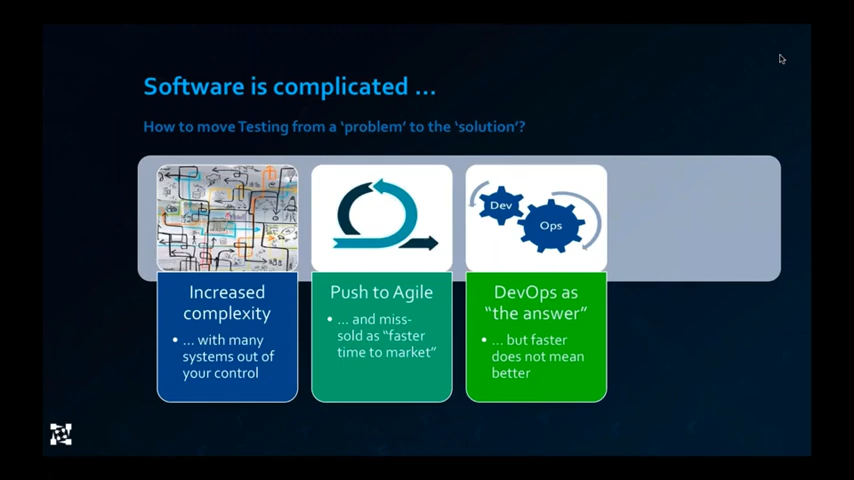 Software is complicated ...
How to move Testing from a ‘problem’ to the ‘solution’?
Dev
Ops
Increased
complexity
• ... with many
systems out of
your control
Push to Agile
• ... and miss-
sold as “faster
time to market”
DevOps as
“the answer”
• ... but faster
does not mean
better